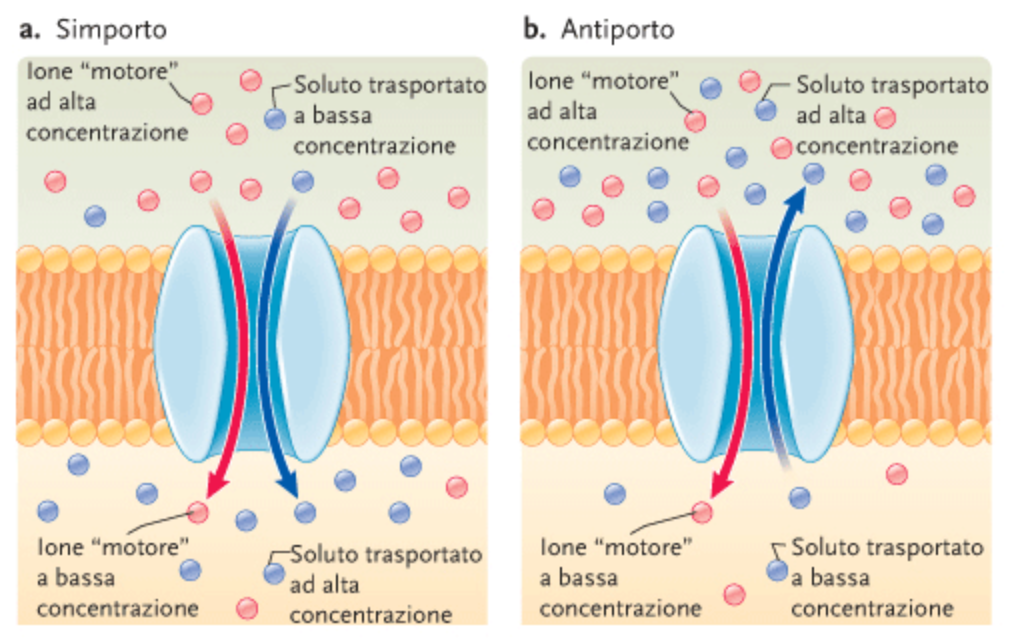 a. Simporto
Ione “motore”
ad alta
concentrazione
Soluto trasportato
a bassa
concentrazione
Ione “motore”
a bassa
concentrazione
Soluto trasportato
ad alta
concentrazione
b. Antiporto
Ione “motore”
ad alta
concentrazione
Soluto trasportato
ad alta
concentrazione
Ione “motore”
a bassa
concentrazione
Soluto trasportato
a bassa
concentrazione